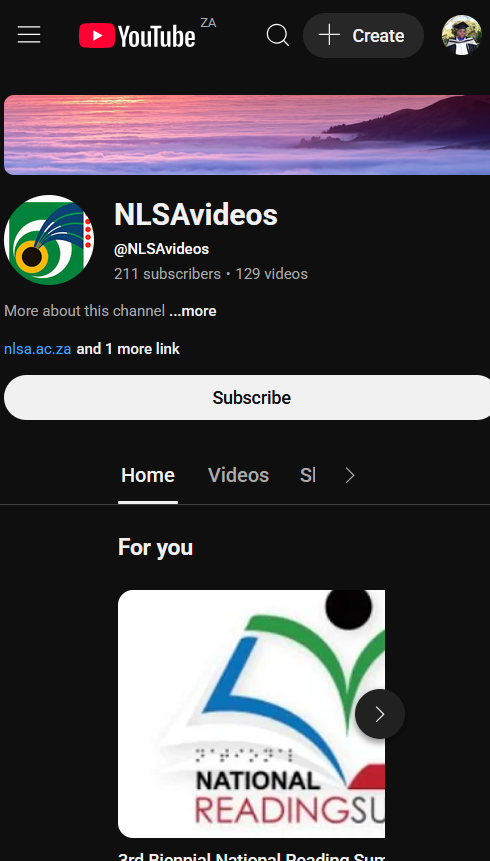 YouTube ZA
Create
NLSAvideos
@NLSAvideos
211 subscribers • 129 videos
More about this channel ...more
nlsa.ac.za and 1 more link
Subscribe
Home Videos
For you
NATIONAL
READINGSU
3rd Biennial National Reading Sum